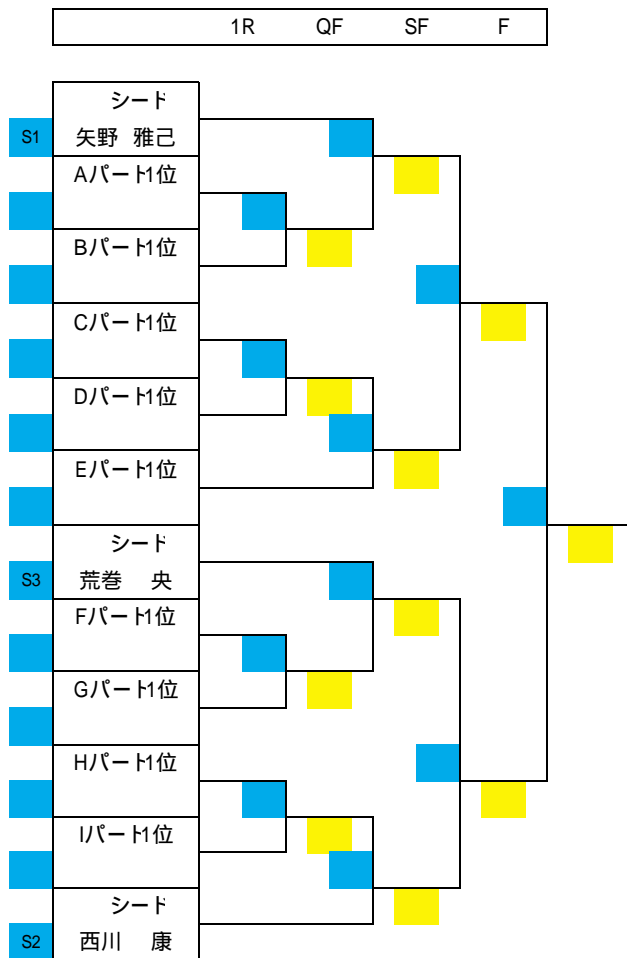 1R QF SF F
シード
S1 矢野 雅己
Aパート1位
Bパート1位
Cパート1位
Dパート1位
Eパート1位
シード
S3 荒巻 央
Fパート1位
Gパート1位
Hパート1位
Iパート1位
シード
S2 西川 康